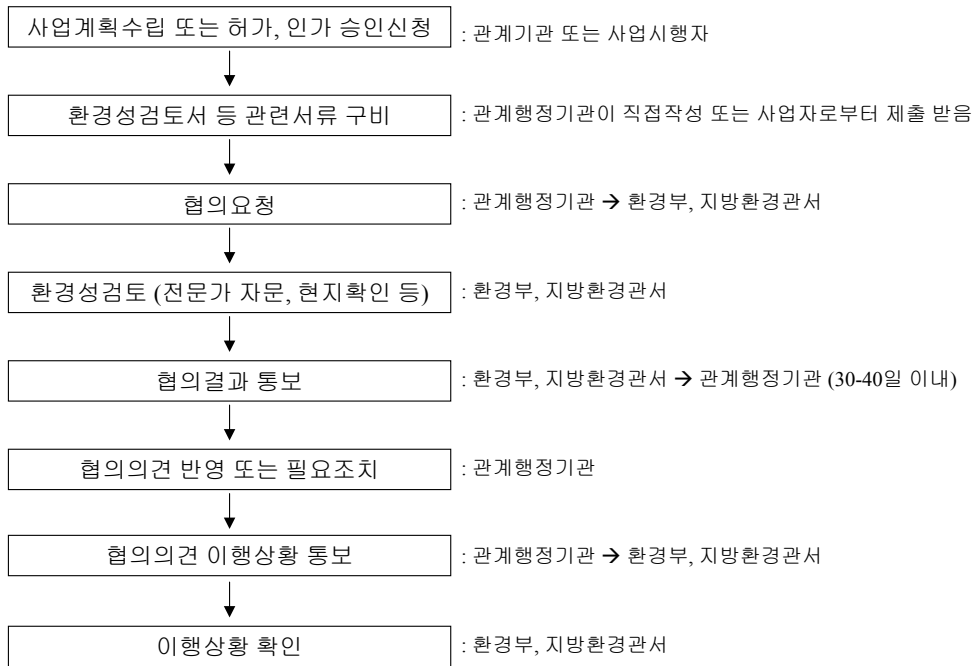 사업계획수립 또는 허가, 인가 승인신청 : 관계기관 또는 사업시행자
환경성검토서 등 관련서류 구비 : 관계행정기관이 직접작성 또는 사업자로부터 제출 받음
협의요청 : 관계행정기관 → 환경부, 지방환경관서
환경성검토 (전문가 자문, 현지확인 등) : 환경부, 지방환경관서
협의결과 통보 : 환경부, 지방환경관서 → 관계행정기관 (30-40일 이내)
협의의견 반영 또는 필요조치 : 관계행정기관
협의의견 이행상황 통보 : 관계행정기관 → 환경부, 지방환경관서
이행상황 확인 : 환경부, 지방환경관서